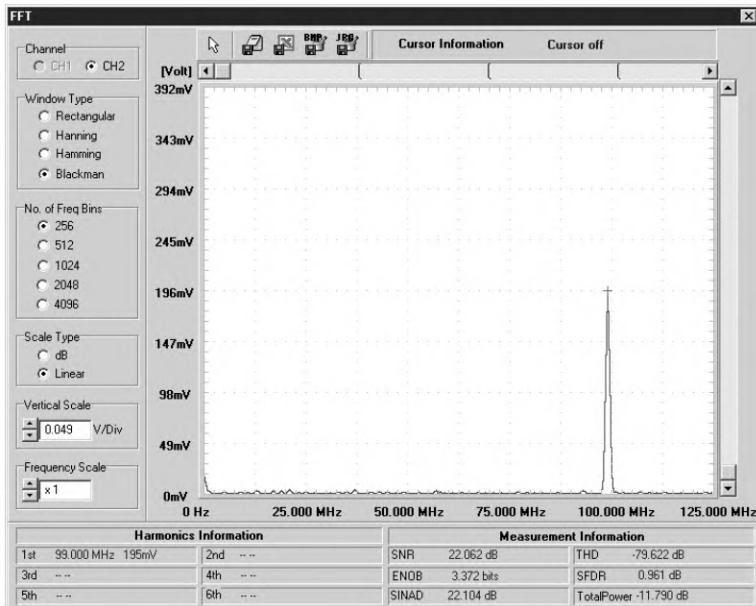 FFT
Channel
CH1 CH2
BMP JPG
Cursor Information Cursor off
[Volt]
Window Type
Rectangular
Hanning
Hamming
Blackman
No. of Freq Bins
256
512
1024
2048
4096
Scale Type
dB
Linear
Vertical Scale
0.049 V/Div
Frequency Scale
x 1
392mV
343mV
294mV
245mV
196mV
147mV
98mV
49mV
0mV
0 Hz 25.000 MHz 50.000 MHz 75.000 MHz 100.000 MHz 125.000 MHz
Harmonics Information
1st 99.000 MHz 195mV 2nd -- --
3rd -- -- 4th -- --
5th -- -- 6th -- --
Measurement Information
SNR 22.062 dB THD -79.622 dB
ENOB 3.372 bits SFDR 0.961 dB
SINAD 22.104 dB TotalPower -11.790 dB